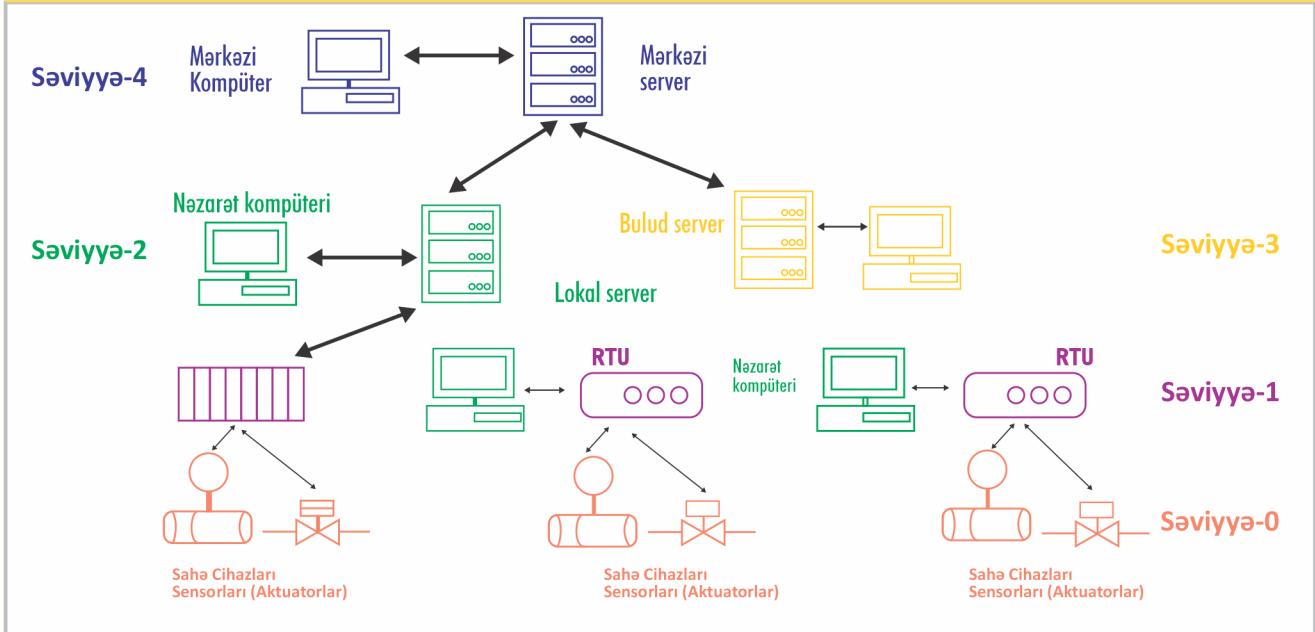 Səviyyə-4
Mərkəzi
Kompüter
Mərkəzi
server
Nəzarət kompüteri
Səviyyə-2
Bulud server
Səviyyə-3
Lokal server
RTU
Nəzarət
kompüteri
RTU
Səviyyə-1
Səviyyə-0
Sahə Cihazları
Sensorları (Aktuatorlar)
Sahə Cihazları
Sensorları (Aktuatorlar)
Sahə Cihazları
Sensorları (Aktuatorlar)